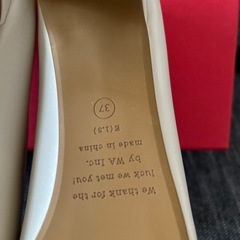 We thank for the
luck we met you!
by WA Inc.
made in china
E(1.5)
37